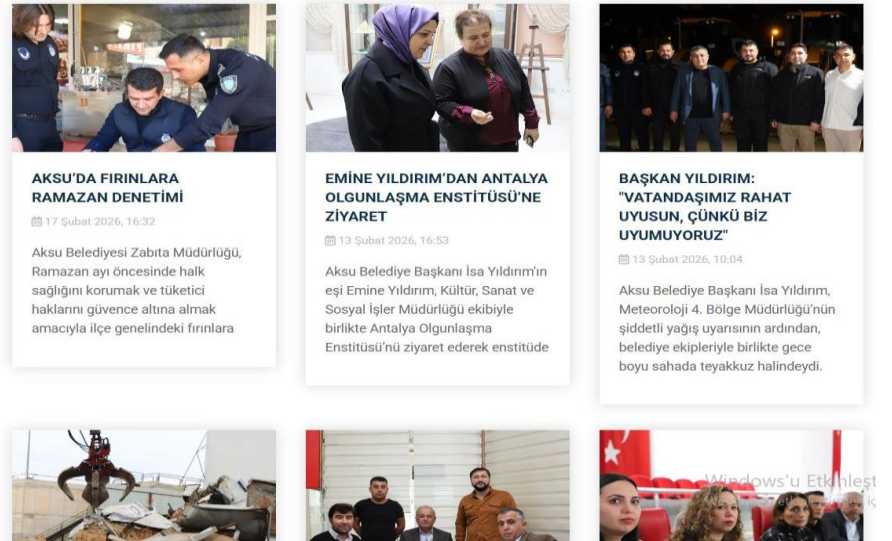 AKSU'DA FIRINLARA
RAMAZAN DENETİMİ
17 Şubat 2026, 16:32
Aksu Belediyesi Zabıta Müdürlüğü,
Ramazan ayı öncesinde halk
sağlığını korumak ve tüketici
haklarını güvence altına almak
amacıyla ilçe genelindeki fırınlara
EMİNE YILDIRIM'DAN ANTALYA
OLGUNLAŞMA ENSTİTÜSÜ'NE
ZİYARET
13 Şubat 2026, 16:53
Aksu Belediye Başkanı İsa Yıldırım'ın
eşi Emine Yıldırım, Kültür, Sanat ve
Sosyal İşler Müdürlüğü ekibiyle
birlikte Antalya Olgunlaşma
Enstitüsü'nü ziyaret ederek enstitüde
BAŞKAN YILDIRIM:
"VATANDAŞIMIZ RAHAT
UYUSUN, ÇÜNKÜ BİZ
UYUMUYORUZ"
13 Şubat 2026, 10:04
Aksu Belediye Başkanı İsa Yıldırım,
Meteoroloji 4. Bölge Müdürlüğü'nün
şiddetli yağış uyarısının ardından,
belediye ekipleriyle birlikte gece
boyu sahada teyakkuz halindeydi.
Windows'u Etkinleşt